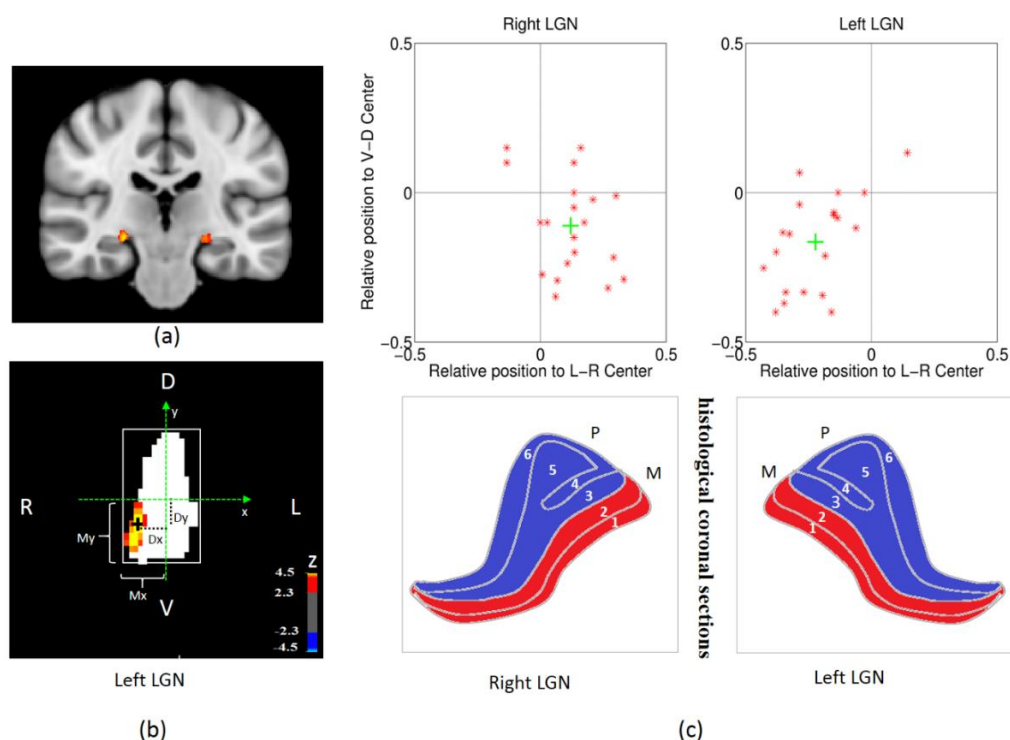 (a)
D
y
R
L
x
My
Dy
Dx
Mx
V
Z
4.5
2.3
-2.3
-4.5
Left LGN
(b)
Right LGN
Left LGN
0.5
0
−0.5
Relative position to V−D Center
−0.5
0
0.5
Relative position to L−R Center
0.5
0
−0.5
−0.5
0
0.5
Relative position to L−R Center
P
M
6
5
4
3
2
1
histological coronal sections
P
M
6
5
4
3
2
1
Right LGN
Left LGN
(c)